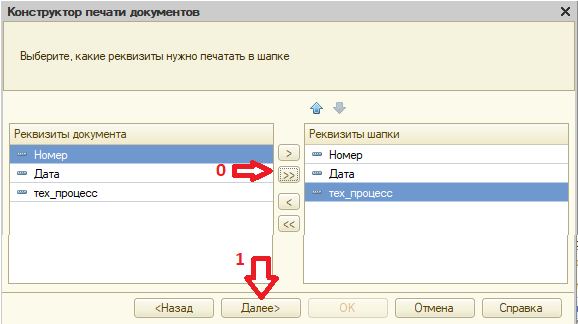 Конструктор печати документов
Выберите, какие реквизиты нужно печатать в шапке
Реквизиты документа
Номер
Дата
тех_процесс
0
>
>>
<
<<
Реквизиты шапки
Номер
Дата
тех_процесс
1
<Назад
Далее>
ОК
Отмена
Справка